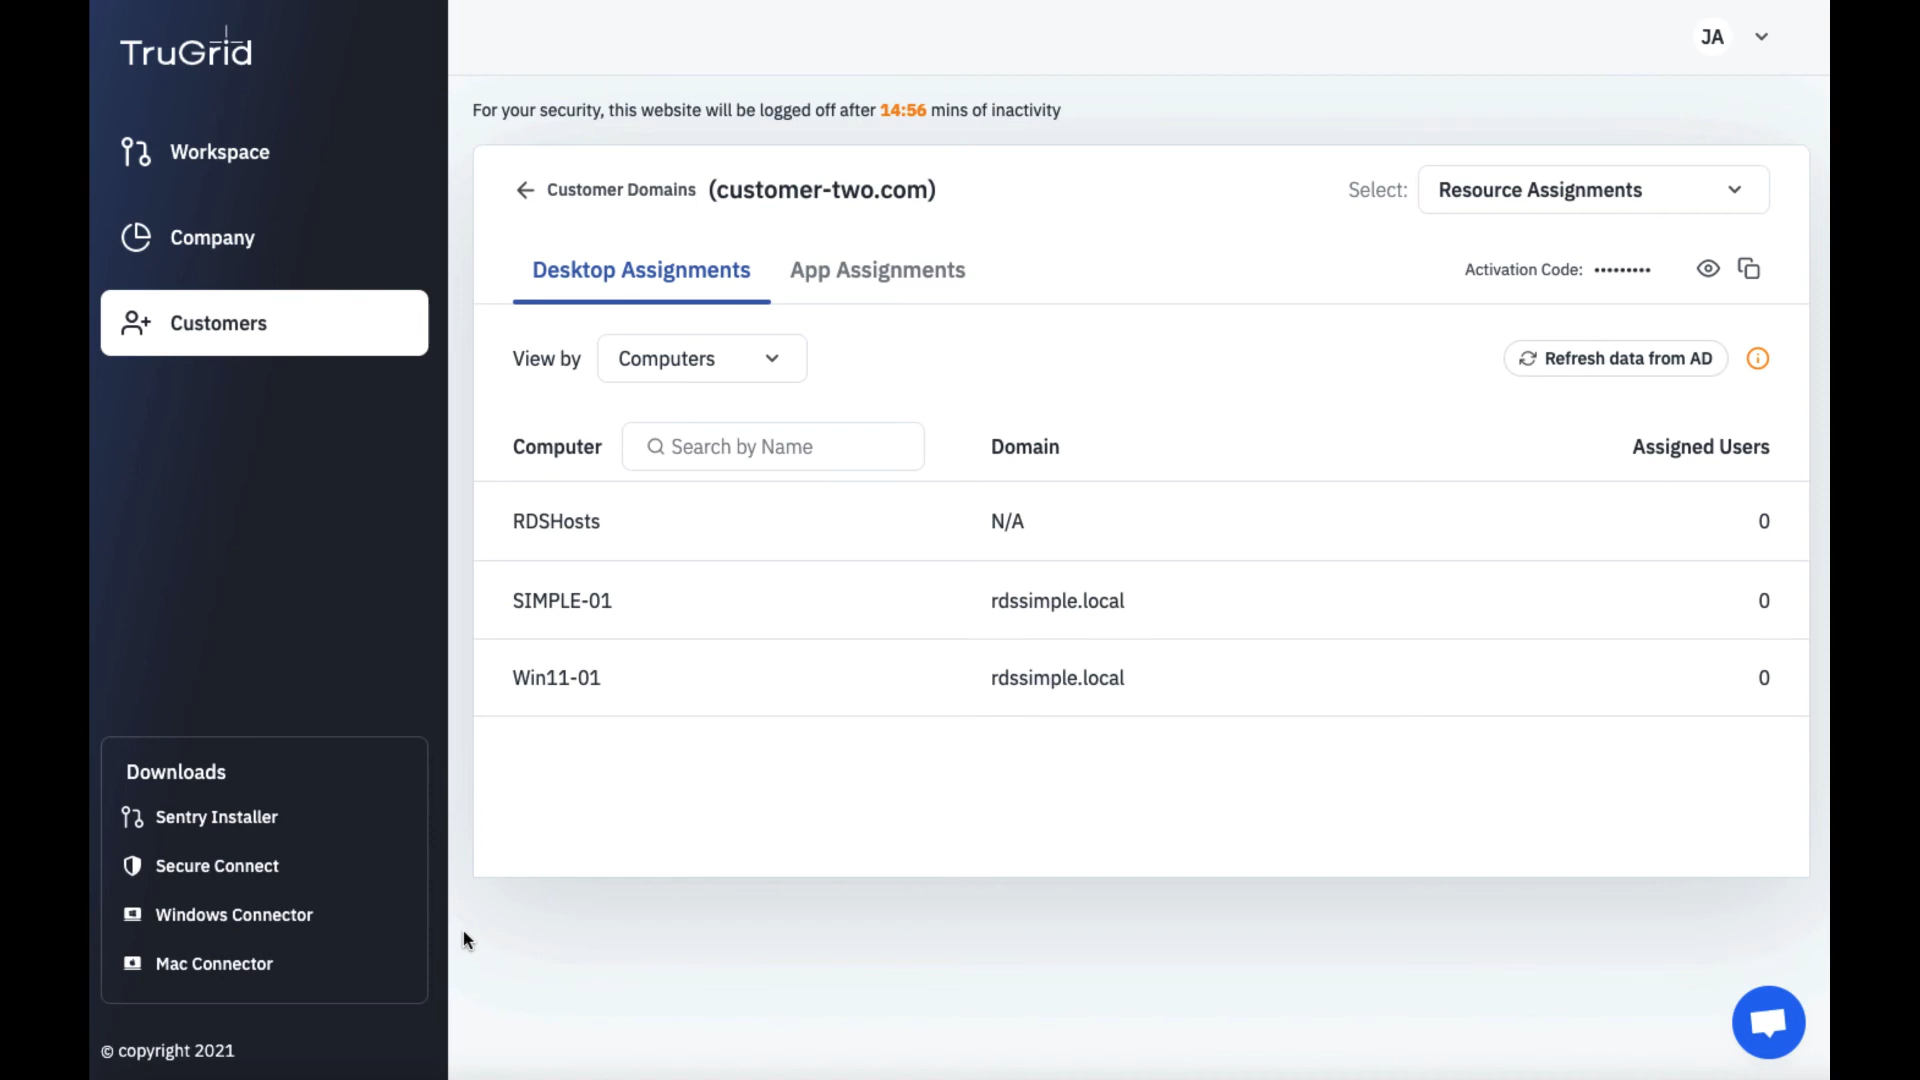 TruGrid
JA
For your security, this website will be logged off after 14:56 mins of inactivity
Workspace
Company
Customers
Customer Domains (customer-two.com)
Select: Resource Assignments
Desktop Assignments App Assignments
Activation Code: •••••••••
View by Computers
Refresh data from AD
Computer Search by Name Domain Assigned Users
RDSHosts N/A 0
SIMPLE-01 rdssimple.local 0
Win11-01 rdssimple.local 0
Downloads
Sentry Installer
Secure Connect
Windows Connector
Mac Connector
© copyright 2021